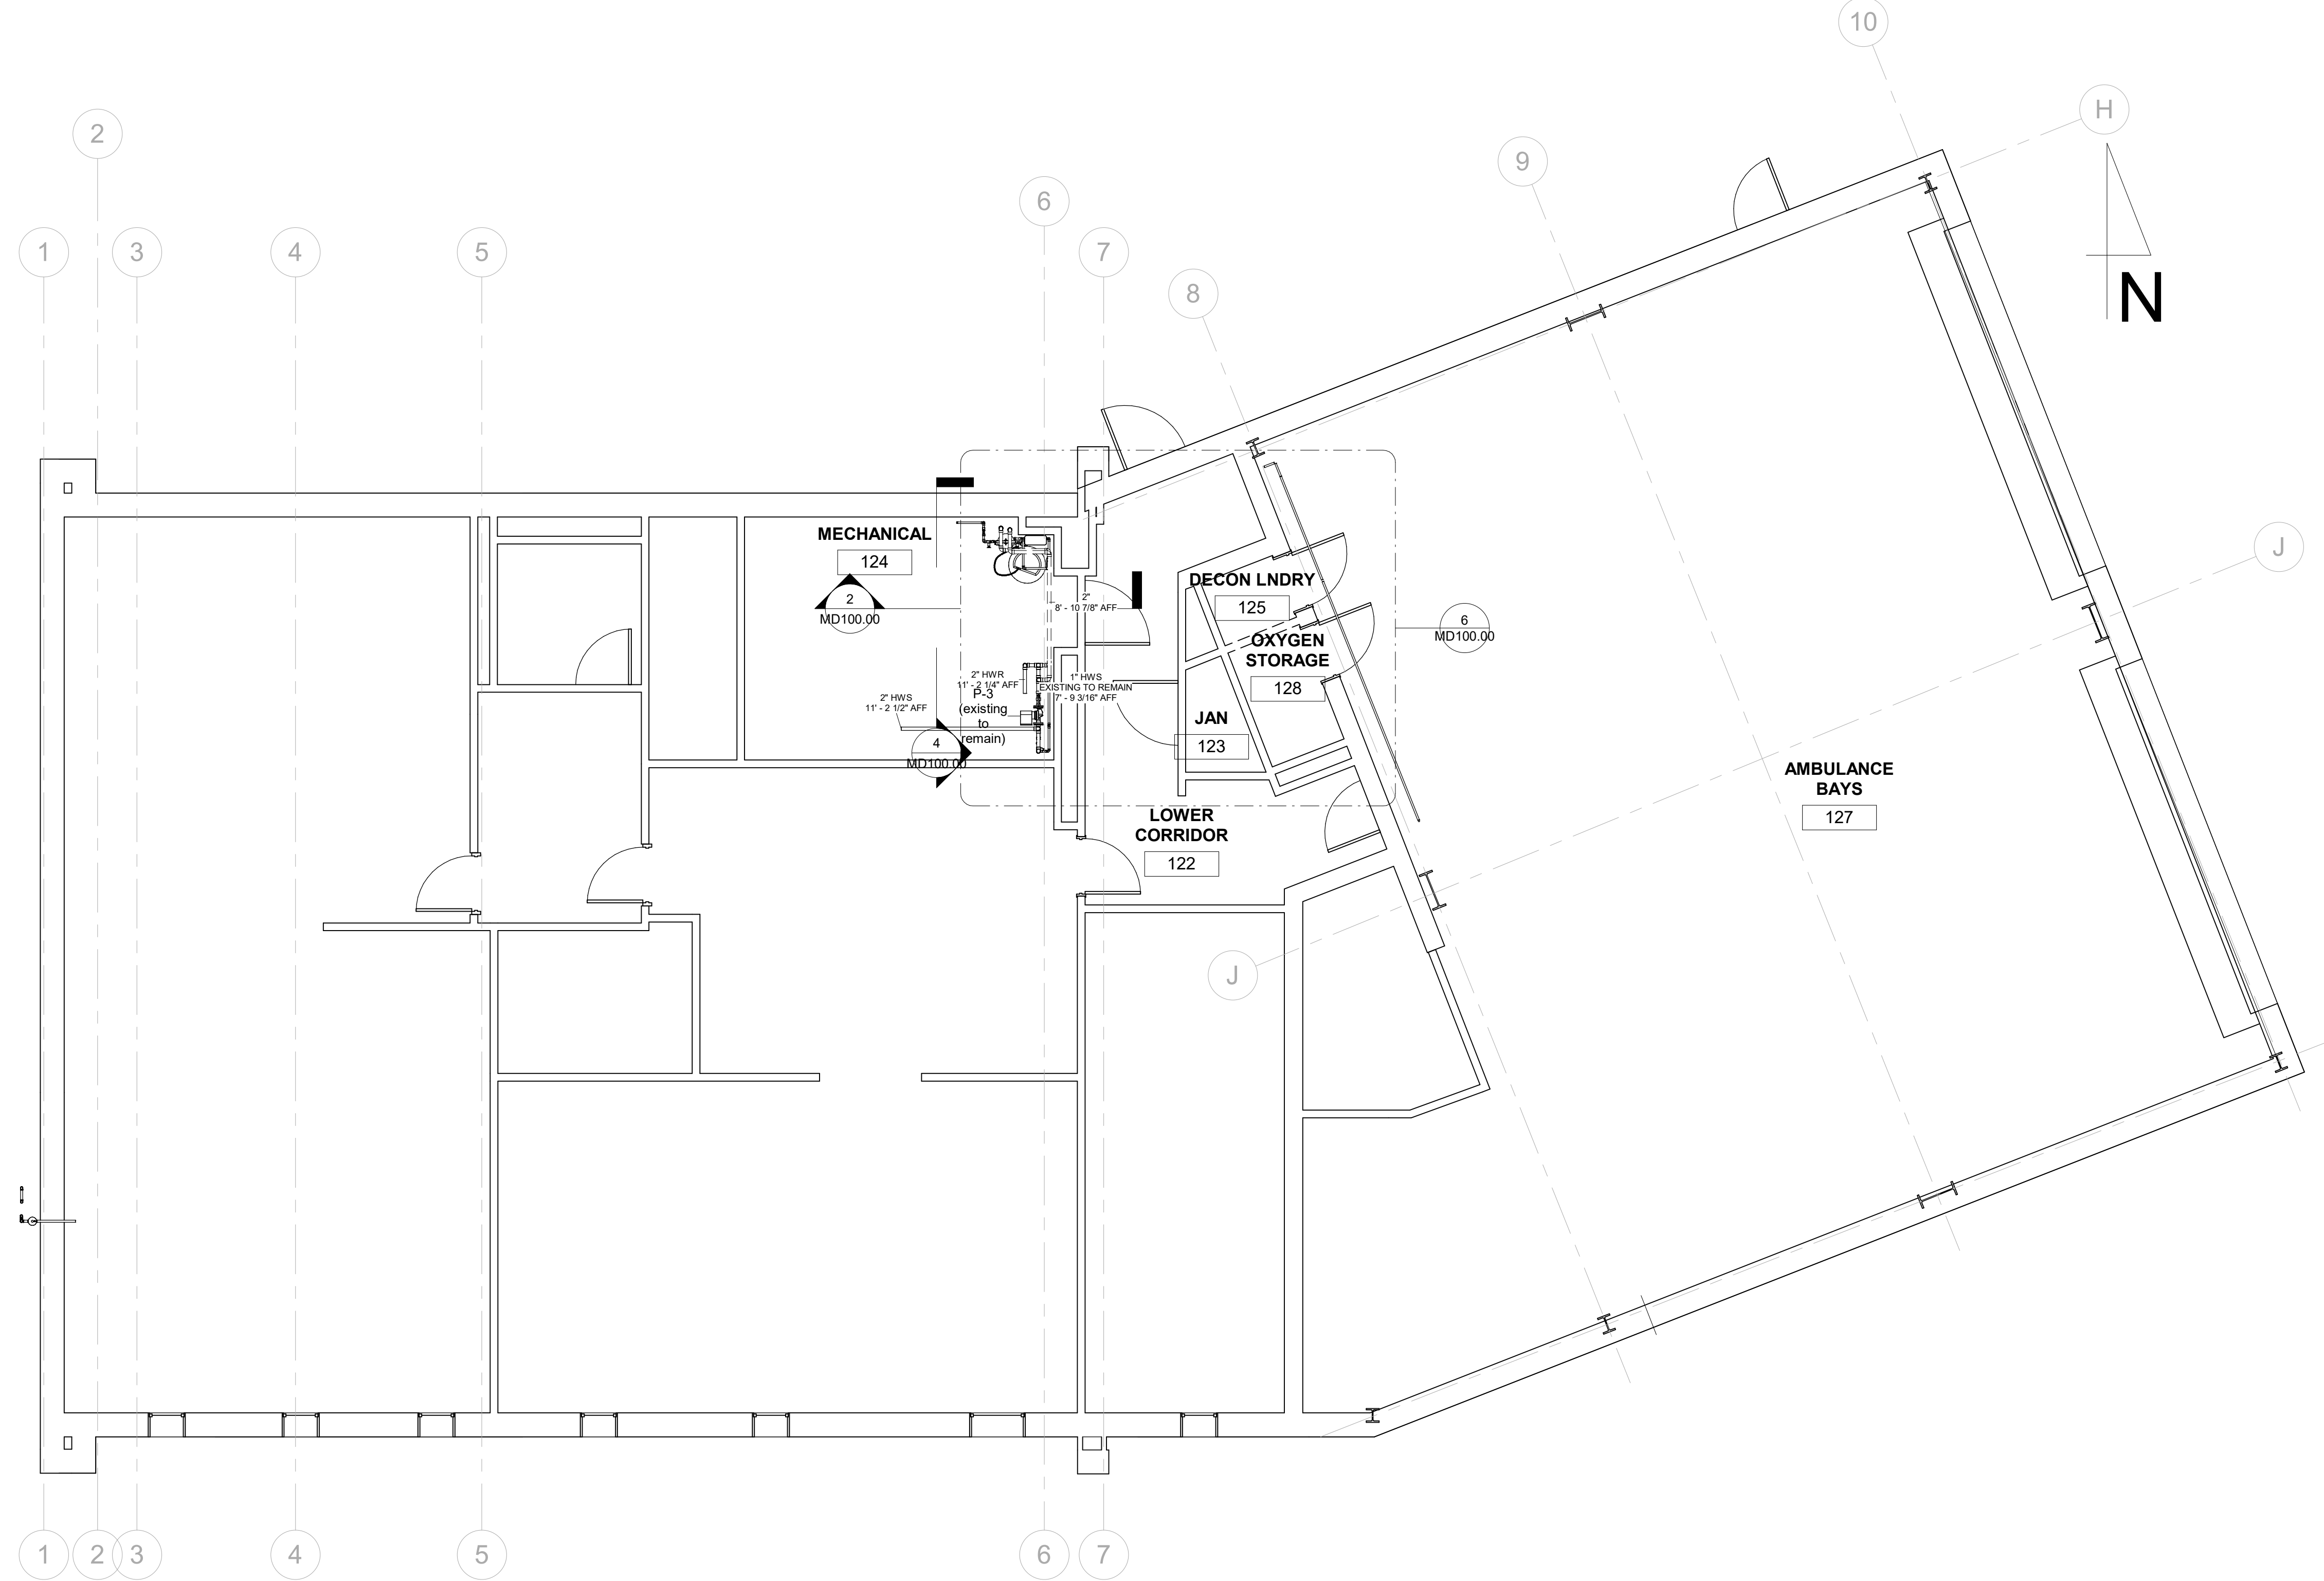 10
H
2
9
6
1
3
4
5
7
8
N
J
MECHANICAL
124
DECON LNDRY
125
2"
8' - 10 7/8" AFF
2
MD100.00
6
MD100.00
OXYGEN
STORAGE
128
2" HWR
11' - 2 1/4" AFF
1" HWS
EXISTING TO REMAIN
7' - 9 3/16" AFF
2" HWS
11' - 2 1/2" AFF
P-3
(existing
to
remain)
4
MD100.00
JAN
123
AMBULANCE
BAYS
127
LOWER
CORRIDOR
122
J
1
2
3
4
5
6
7